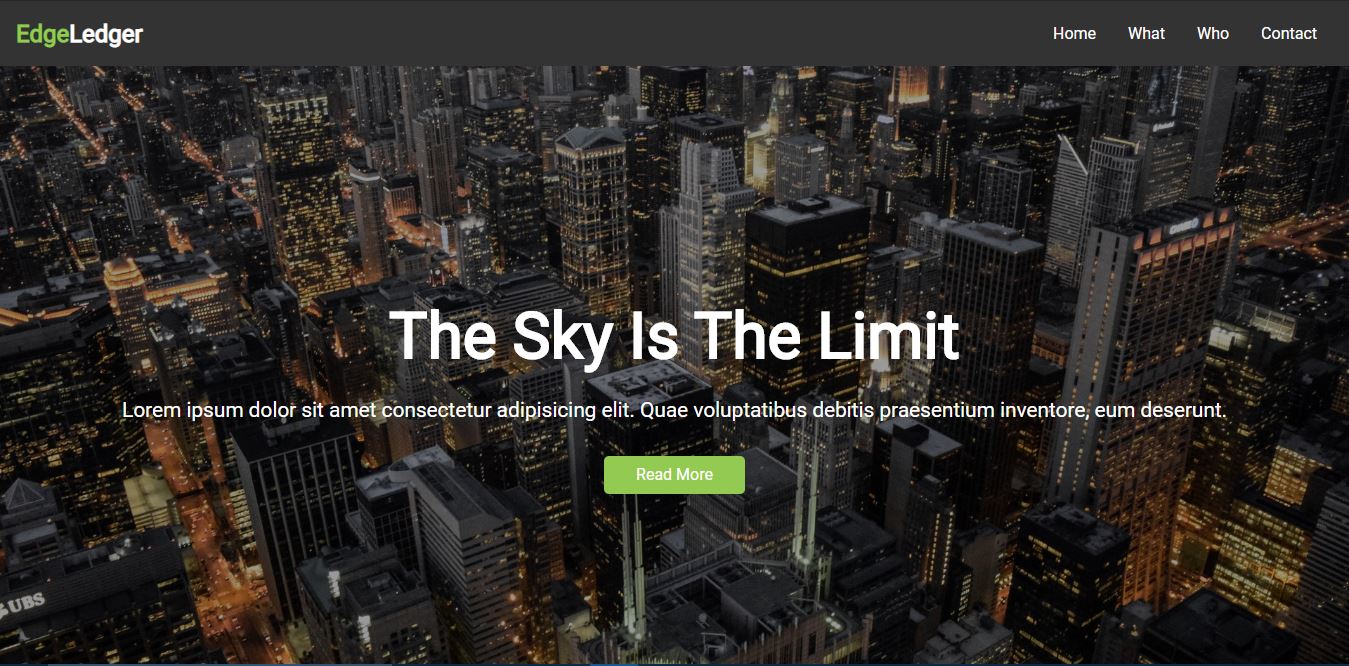 EdgeLedger
Home What Who Contact
The Sky Is The Limit
Lorem ipsum dolor sit amet consectetur adipisicing elit. Quae voluptatibus debitis praesentium inventore, eum deserunt.
Read More
UBS